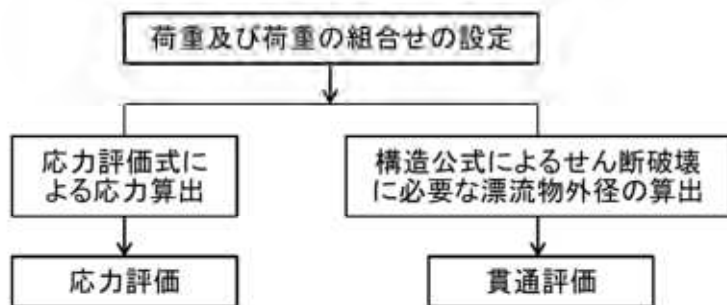 荷重及び荷重の組合せの設定
応力評価式に
よる応力算出
構造公式によるせん断破壊
に必要な漂流物外径の算出
応力評価
貫通評価